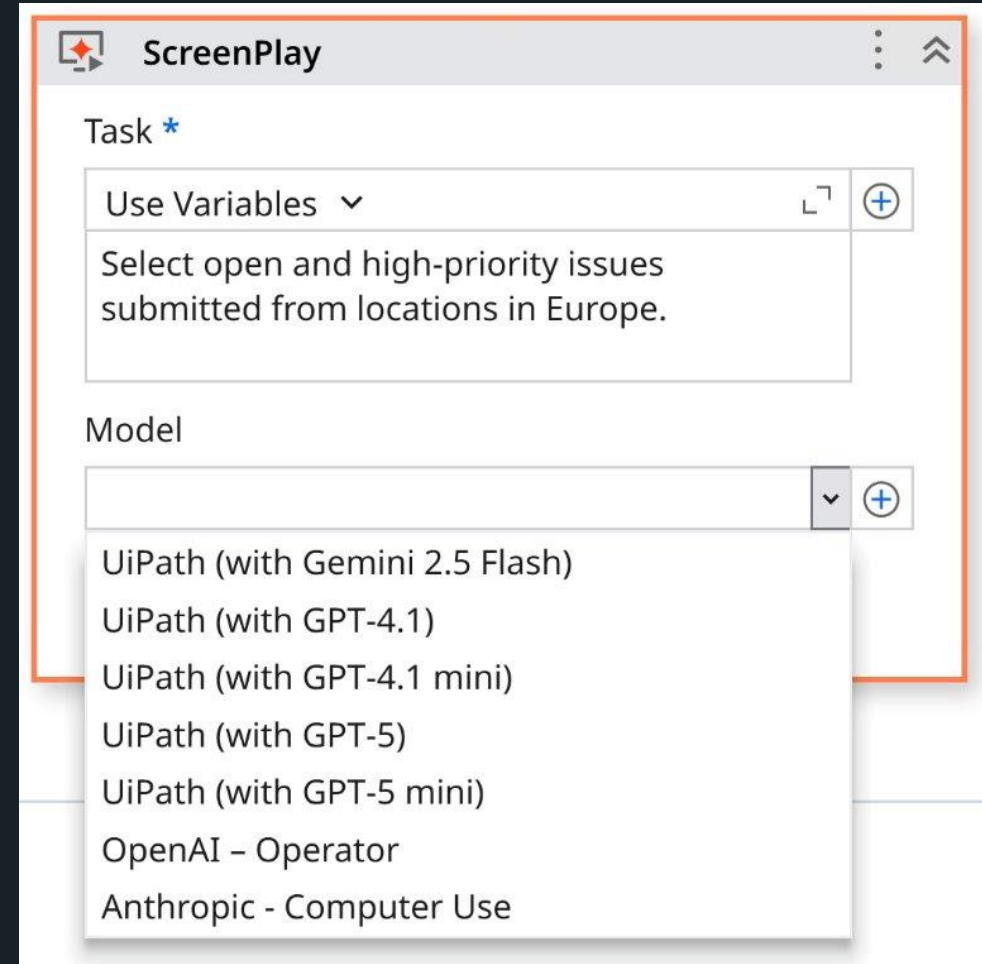 ScreenPlay
Task *
Use Variables
Select open and high-priority issues
submitted from locations in Europe.
Model
UiPath (with Gemini 2.5 Flash)
UiPath (with GPT-4.1)
UiPath (with GPT-4.1 mini)
UiPath (with GPT-5)
UiPath (with GPT-5 mini)
OpenAI – Operator
Anthropic - Computer Use